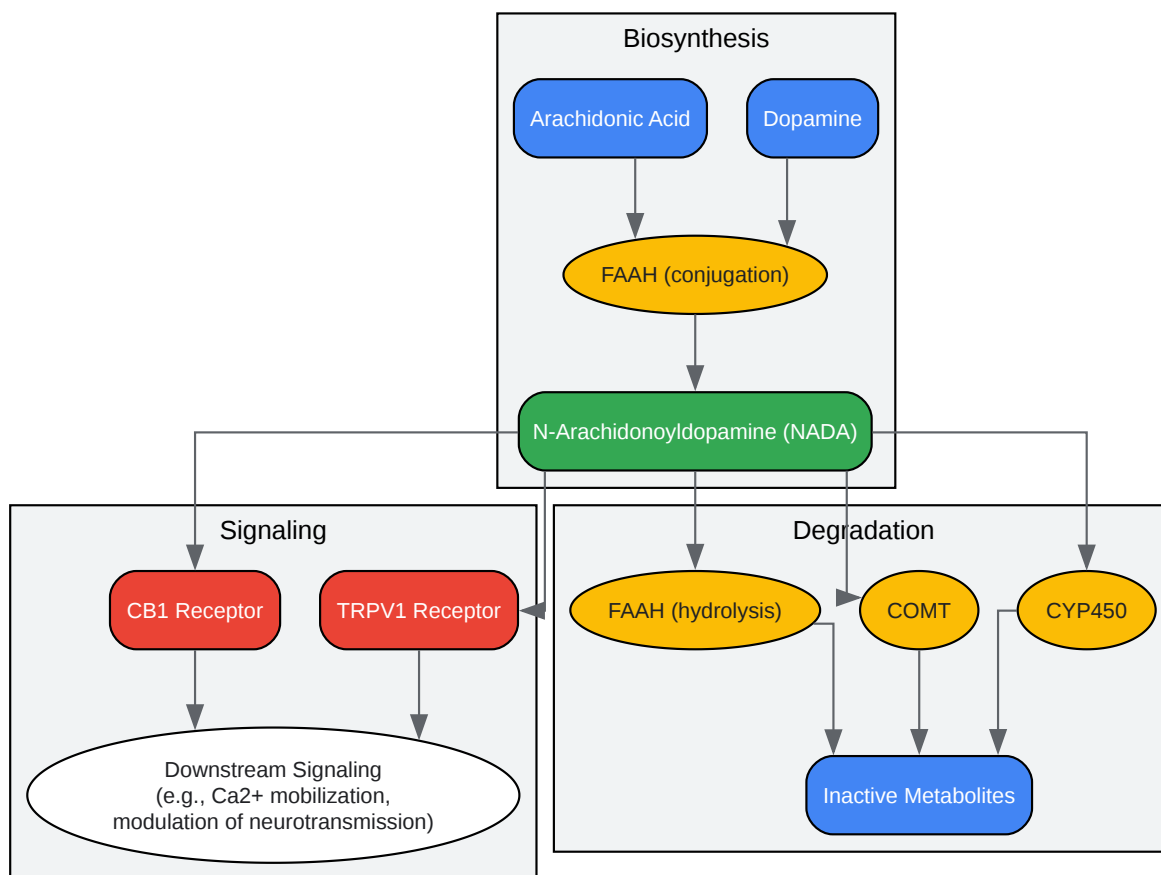 Biosynthesis
Arachidonic Acid
Dopamine
FAAH (conjugation)
N-Arachidonoyldopamine (NADA)
Signaling
CB1 Receptor
TRPV1 Receptor
Downstream Signaling
(e.g., Ca2+ mobilization,
modulation of neurotransmission)
Degradation
FAAH (hydrolysis)
COMT
CYP450
Inactive Metabolites